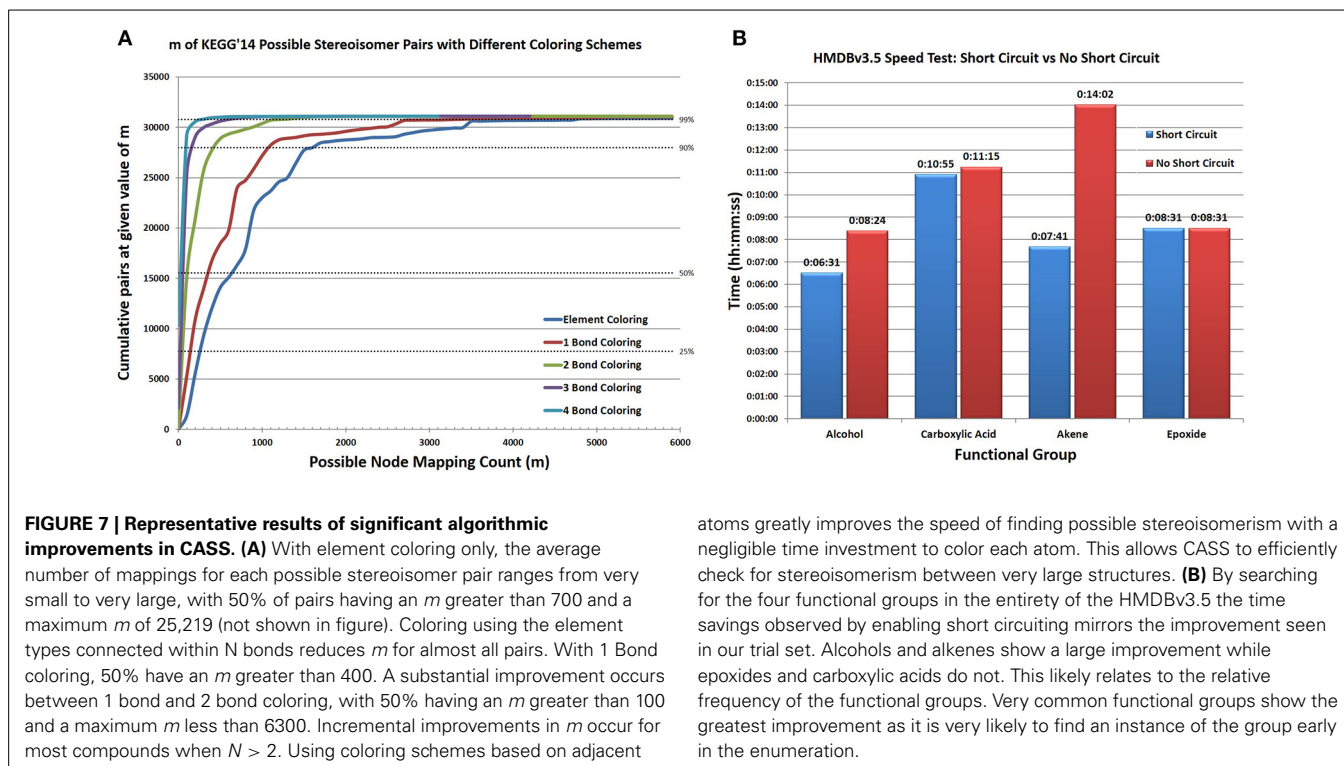 A
m of KEGG'14 Possible Stereoisomer Pairs with Different Coloring Schemes
Cumulative pairs at given value of m
35000
30000
25000
20000
15000
10000
5000
0
99%
90%
50%
25%
Element Coloring
1 Bond Coloring
2 Bond Coloring
3 Bond Coloring
4 Bond Coloring
0 1000 2000 3000 4000 5000 6000
Possible Node Mapping Count (m)
B
HMDBv3.5 Speed Test: Short Circuit vs No Short Circuit
Time (hh:mm:ss)
0:15:00
0:14:00
0:13:00
0:12:00
0:11:00
0:10:00
0:09:00
0:08:00
0:07:00
0:06:00
0:05:00
0:04:00
0:03:00
0:02:00
0:01:00
0:00:00
Short Circuit
No Short Circuit
0:06:31
0:08:24
0:10:55
0:11:15
0:07:41
0:14:02
0:08:31
0:08:31
Alcohol Carboxylic Acid Akene Epoxide
Functional Group
FIGURE 7 | Representative results of significant algorithmic
improvements in CASS. (A) With element coloring only, the average
number of mappings for each possible stereoisomer pair ranges from very
small to very large, with 50% of pairs having an m greater than 700 and a
maximum m of 25,219 (not shown in figure). Coloring using the element
types connected within N bonds reduces m for almost all pairs. With 1 Bond
coloring, 50% have an m greater than 400. A substantial improvement occurs
between 1 bond and 2 bond coloring, with 50% having an m greater than 100
and a maximum m less than 6300. Incremental improvements in m occur for
most compounds when N > 2. Using coloring schemes based on adjacent
atoms greatly improves the speed of finding possible stereoisomerism with a
negligible time investment to color each atom. This allows CASS to efficiently
check for stereoisomerism between very large structures. (B) By searching
for the four functional groups in the entirety of the HMDBv3.5 the time
savings observed by enabling short circuiting mirrors the improvement seen
in our trial set. Alcohols and alkenes show a large improvement while
epoxides and carboxylic acids do not. This likely relates to the relative
frequency of the functional groups. Very common functional groups show the
greatest improvement as it is very likely to find an instance of the group early
in the enumeration.